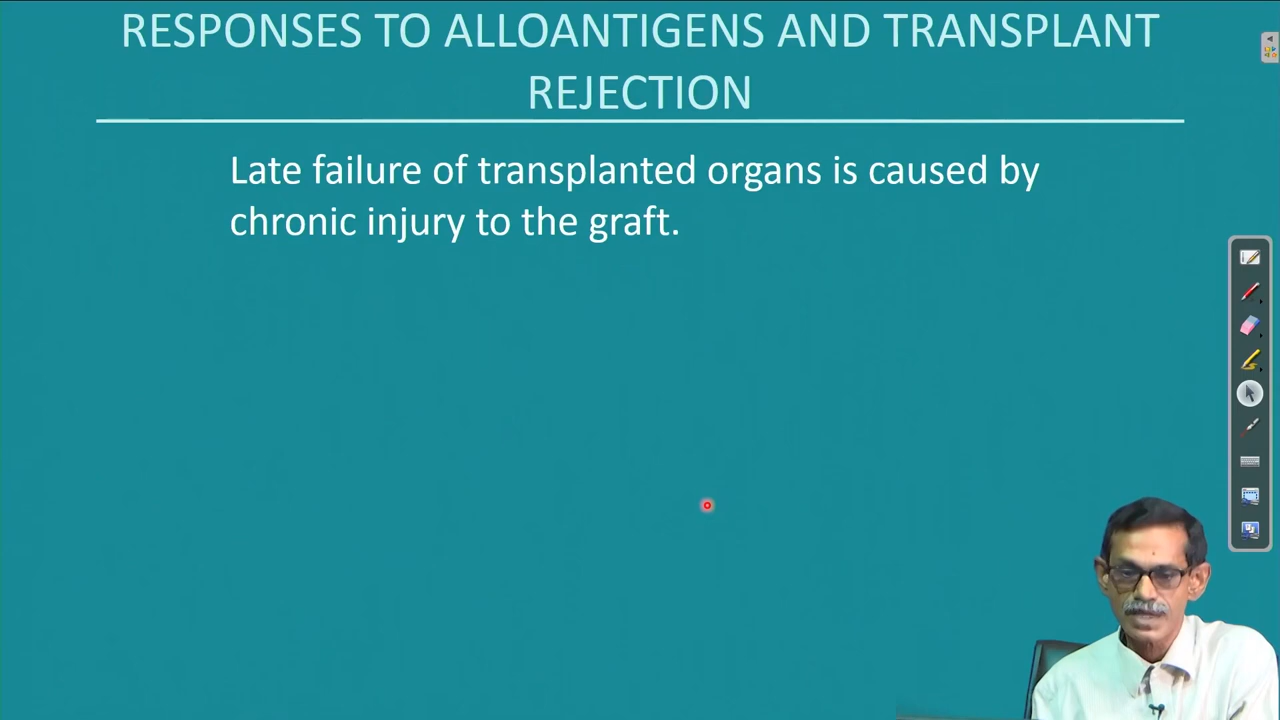 RESPONSES TO ALLOANTIGENS AND TRANSPLANT
REJECTION
Late failure of transplanted organs is caused by
chronic injury to the graft.